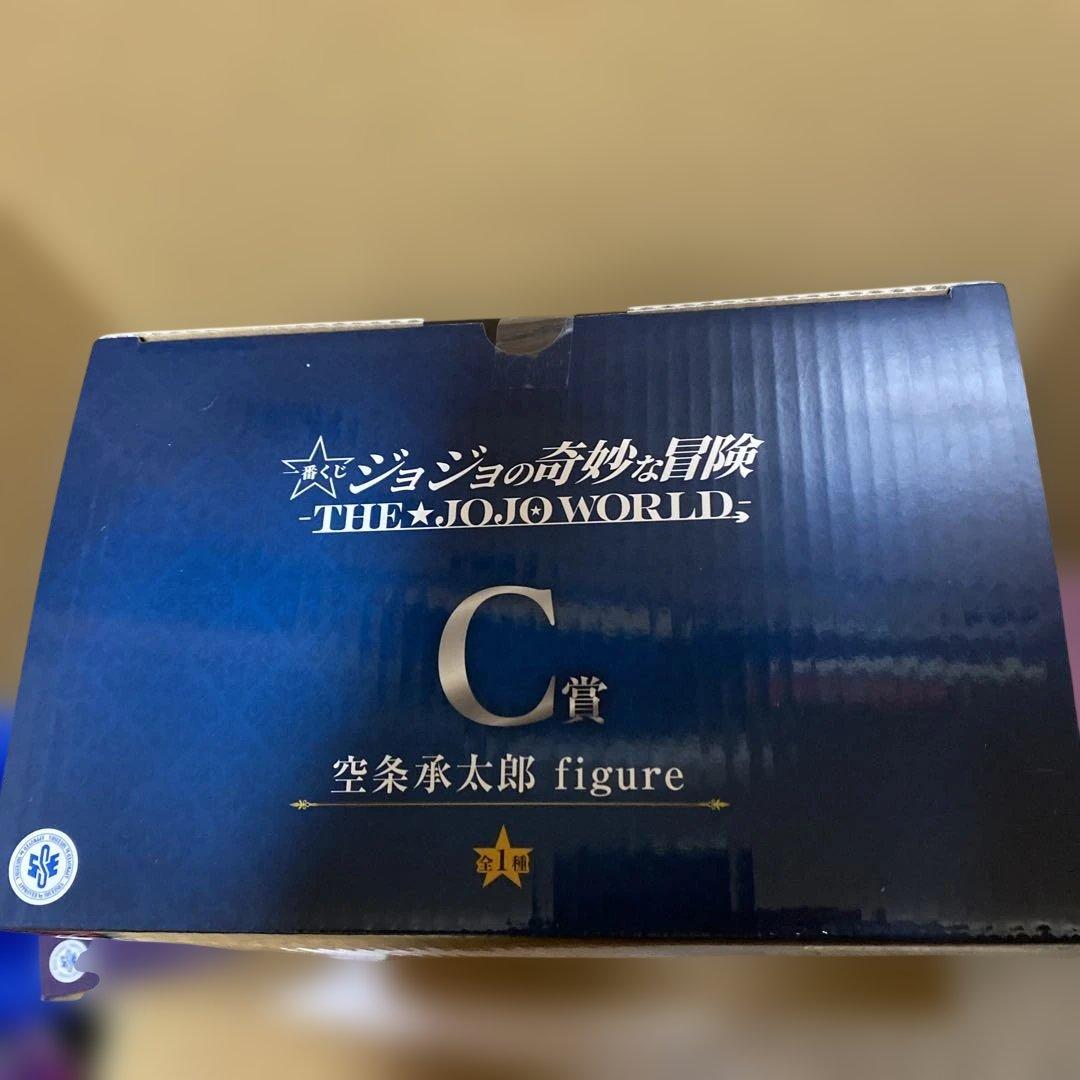 一番くじ ジョジョの奇妙な冒険
-THE★JOJO WORLD-
C賞
空条承太郎 figure
全1種